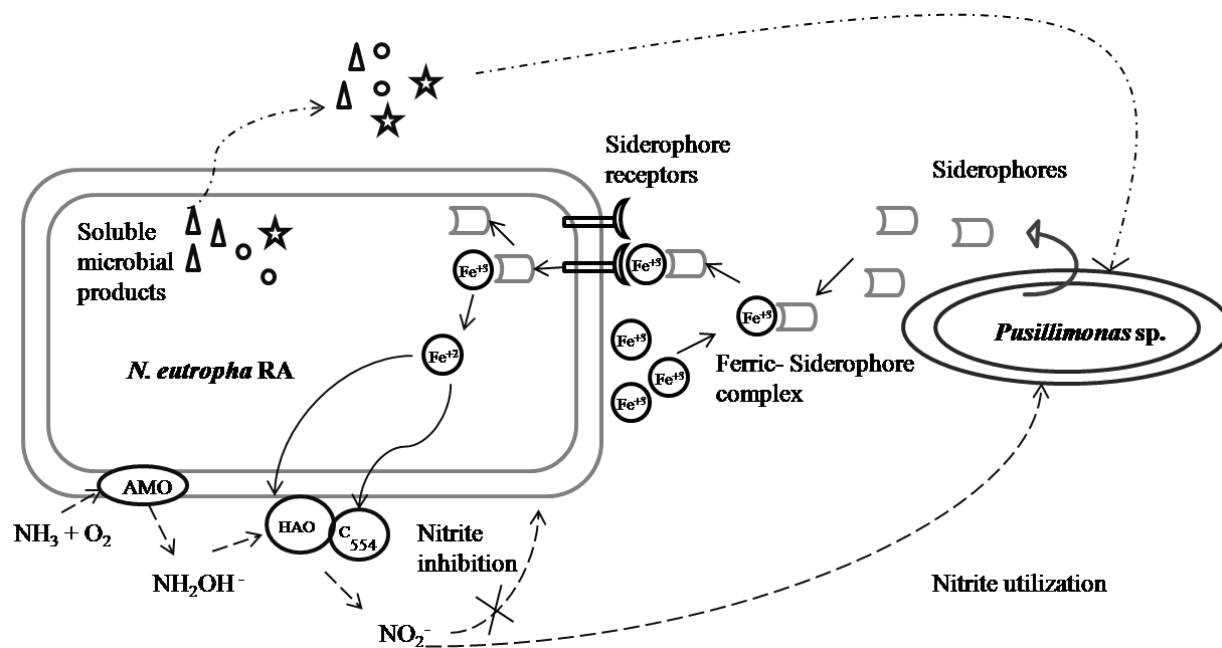 Siderophore
receptors
Siderophores
Soluble
microbial
products
Fe+3
Fe+3
Fe+3
Fe+2
Fe+3
Fe+3
Fe+3
Pusillimonas sp.
N. eutropha RA
Ferric- Siderophore
complex
AMO
HAO
C554
NH3 + O2
Nitrite
inhibition
NH2OH-
Nitrite utilization
NO2-